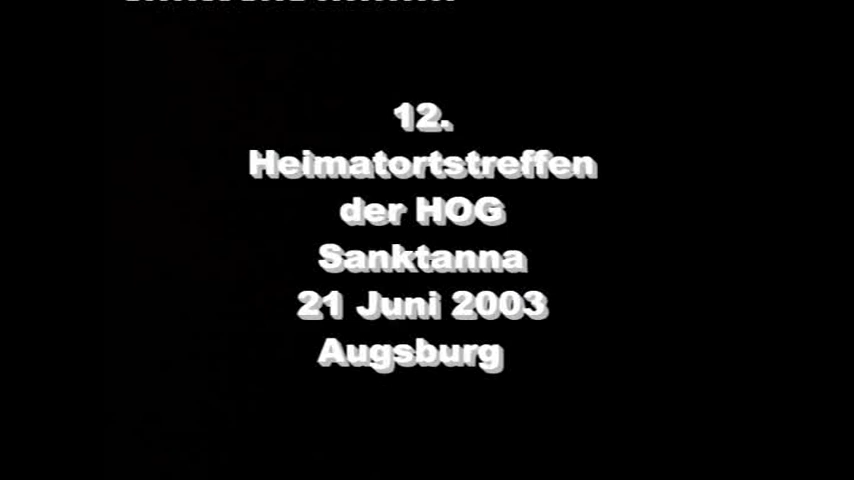 12.
Heimatortstreffen
der HOG
Sanktanna
21 Juni 2003
Augsburg